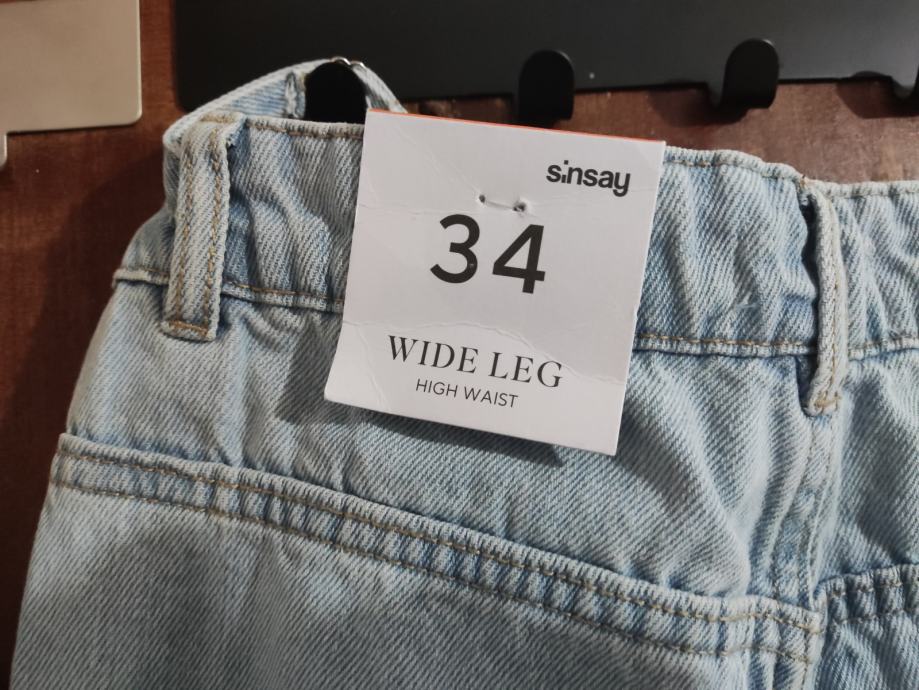 sinsay
34
WIDE LEG
HIGH WAIST